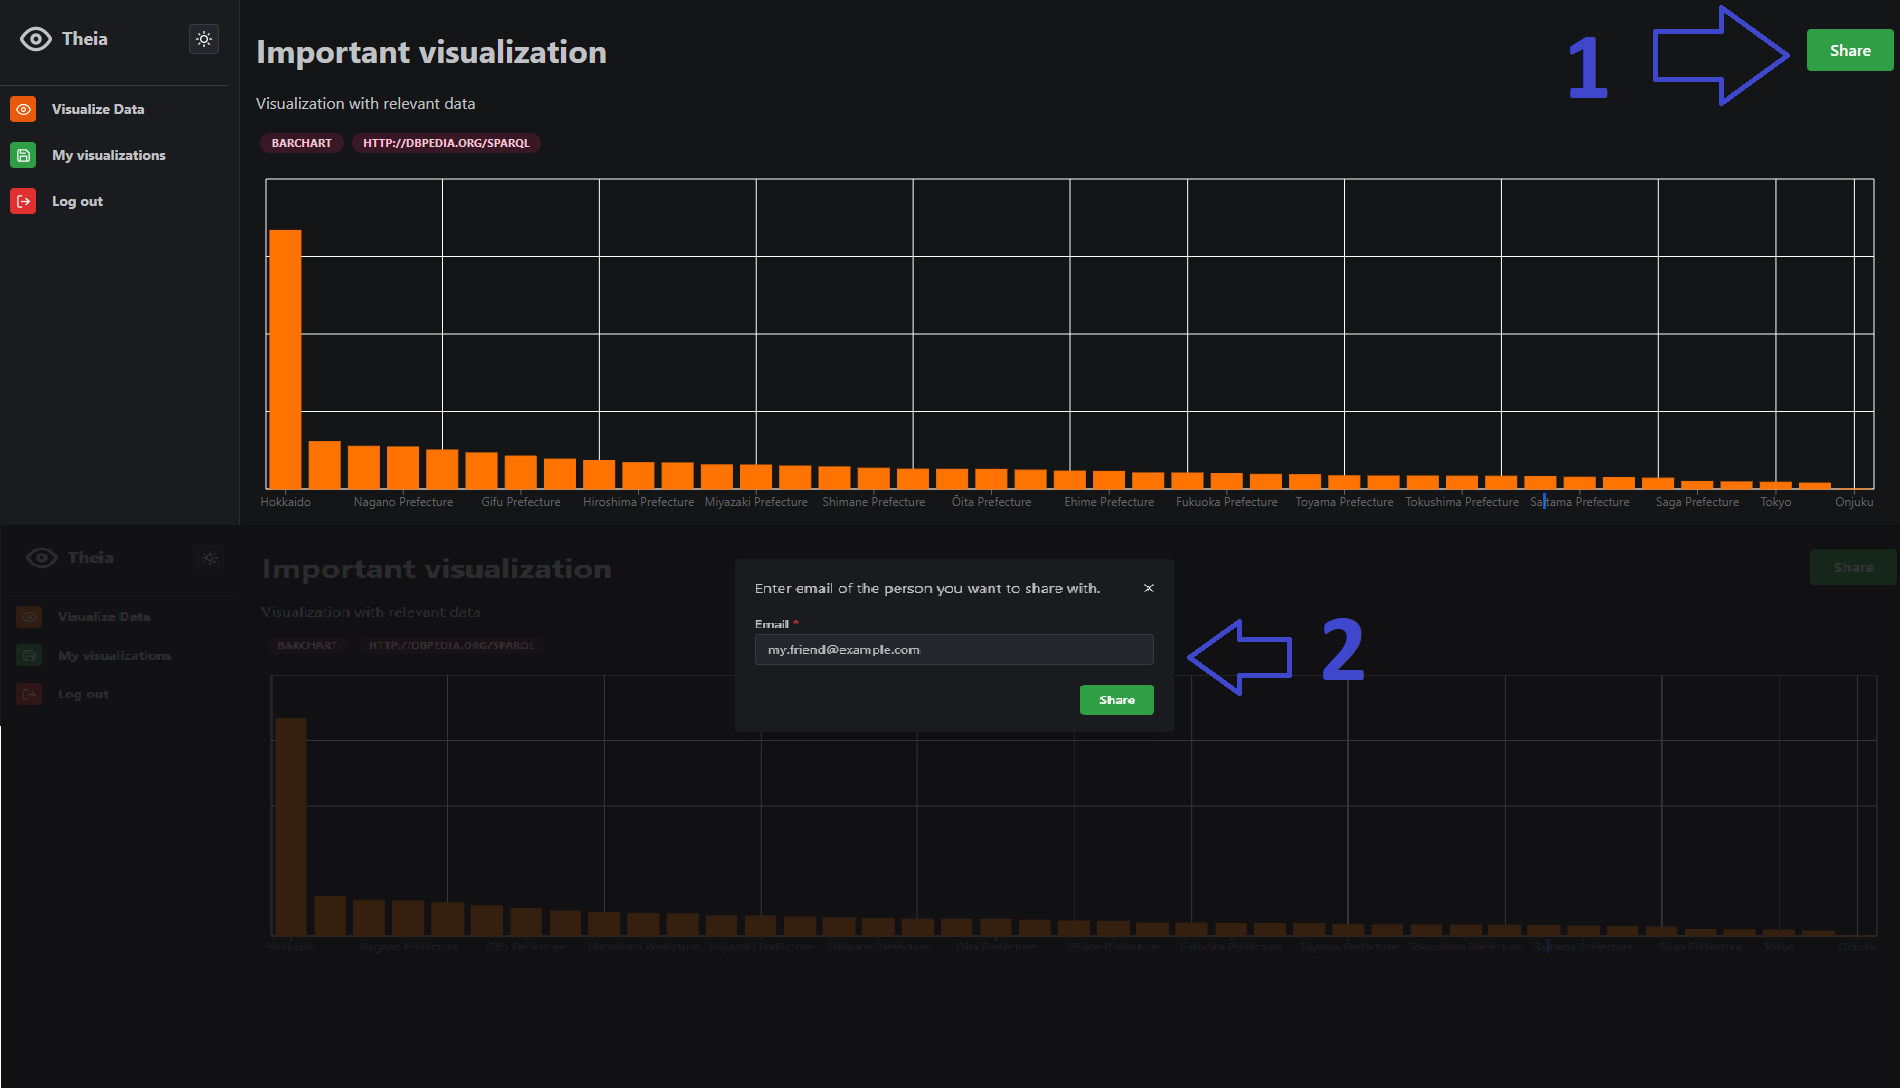 Theia
Visualize Data
My visualizations
Log out
Important visualization
1
Share
Visualization with relevant data
BARCHART HTTP://DBPEDIA.ORG/SPARQL
Hokkaido Nagano Prefecture Gifu Prefecture Hiroshima Prefecture Miyazaki Prefecture Shimane Prefecture Ōita Prefecture Ehime Prefecture Fukuoka Prefecture Toyama Prefecture Tokushima Prefecture Saitama Prefecture Saga Prefecture Tokyo Onjuku
Theia
Visualize Data
My visualizations
Log out
Important visualization
Share
Visualization with relevant data
BARCHART HTTP://DBPEDIA.ORG/SPARQL
Enter email of the person you want to share with.
Email *
my.friend@example.com
Share
2
Hokkaido Nagano Prefecture Gifu Prefecture Hiroshima Prefecture Miyazaki Prefecture Shimane Prefecture Ōita Prefecture Ehime Prefecture Fukuoka Prefecture Toyama Prefecture Tokushima Prefecture Saitama Prefecture Saga Prefecture Tokyo Onjuku